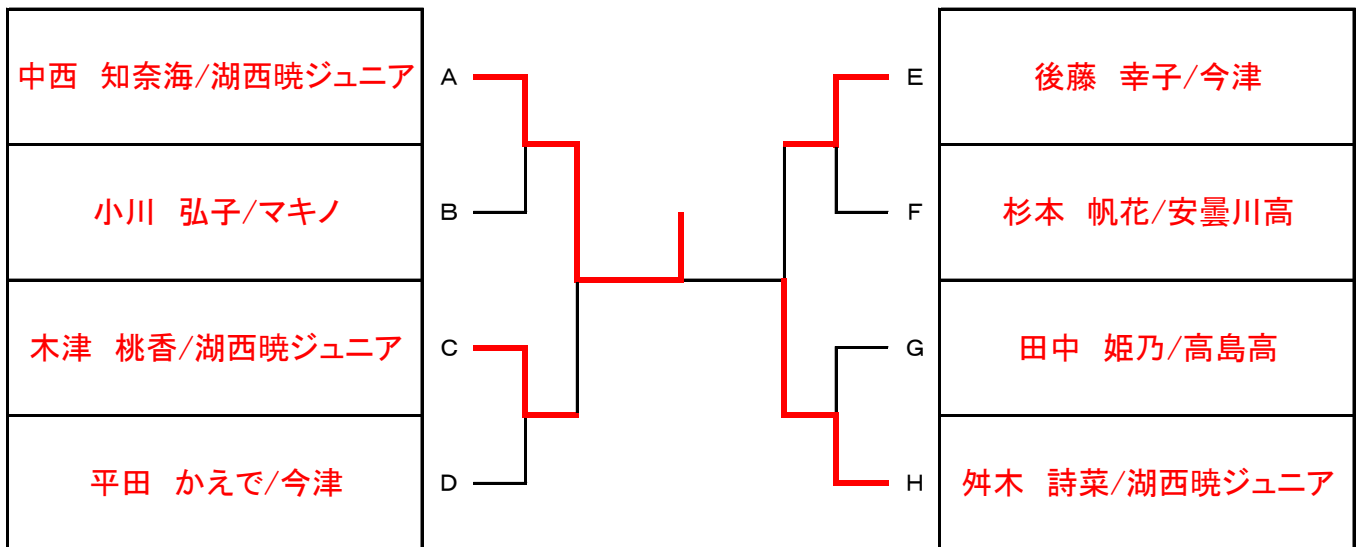 中西　知奈海/湖西暁ジュニア
小川　弘子/マキノ
木津　桃香/湖西暁ジュニア
平田　かえで/今津
A
B
C
D
E
F
G
H
後藤　幸子/今津
杉本　帆花/安曇川高
田中　姫乃/高島高
舛木　詩菜/湖西暁ジュニア